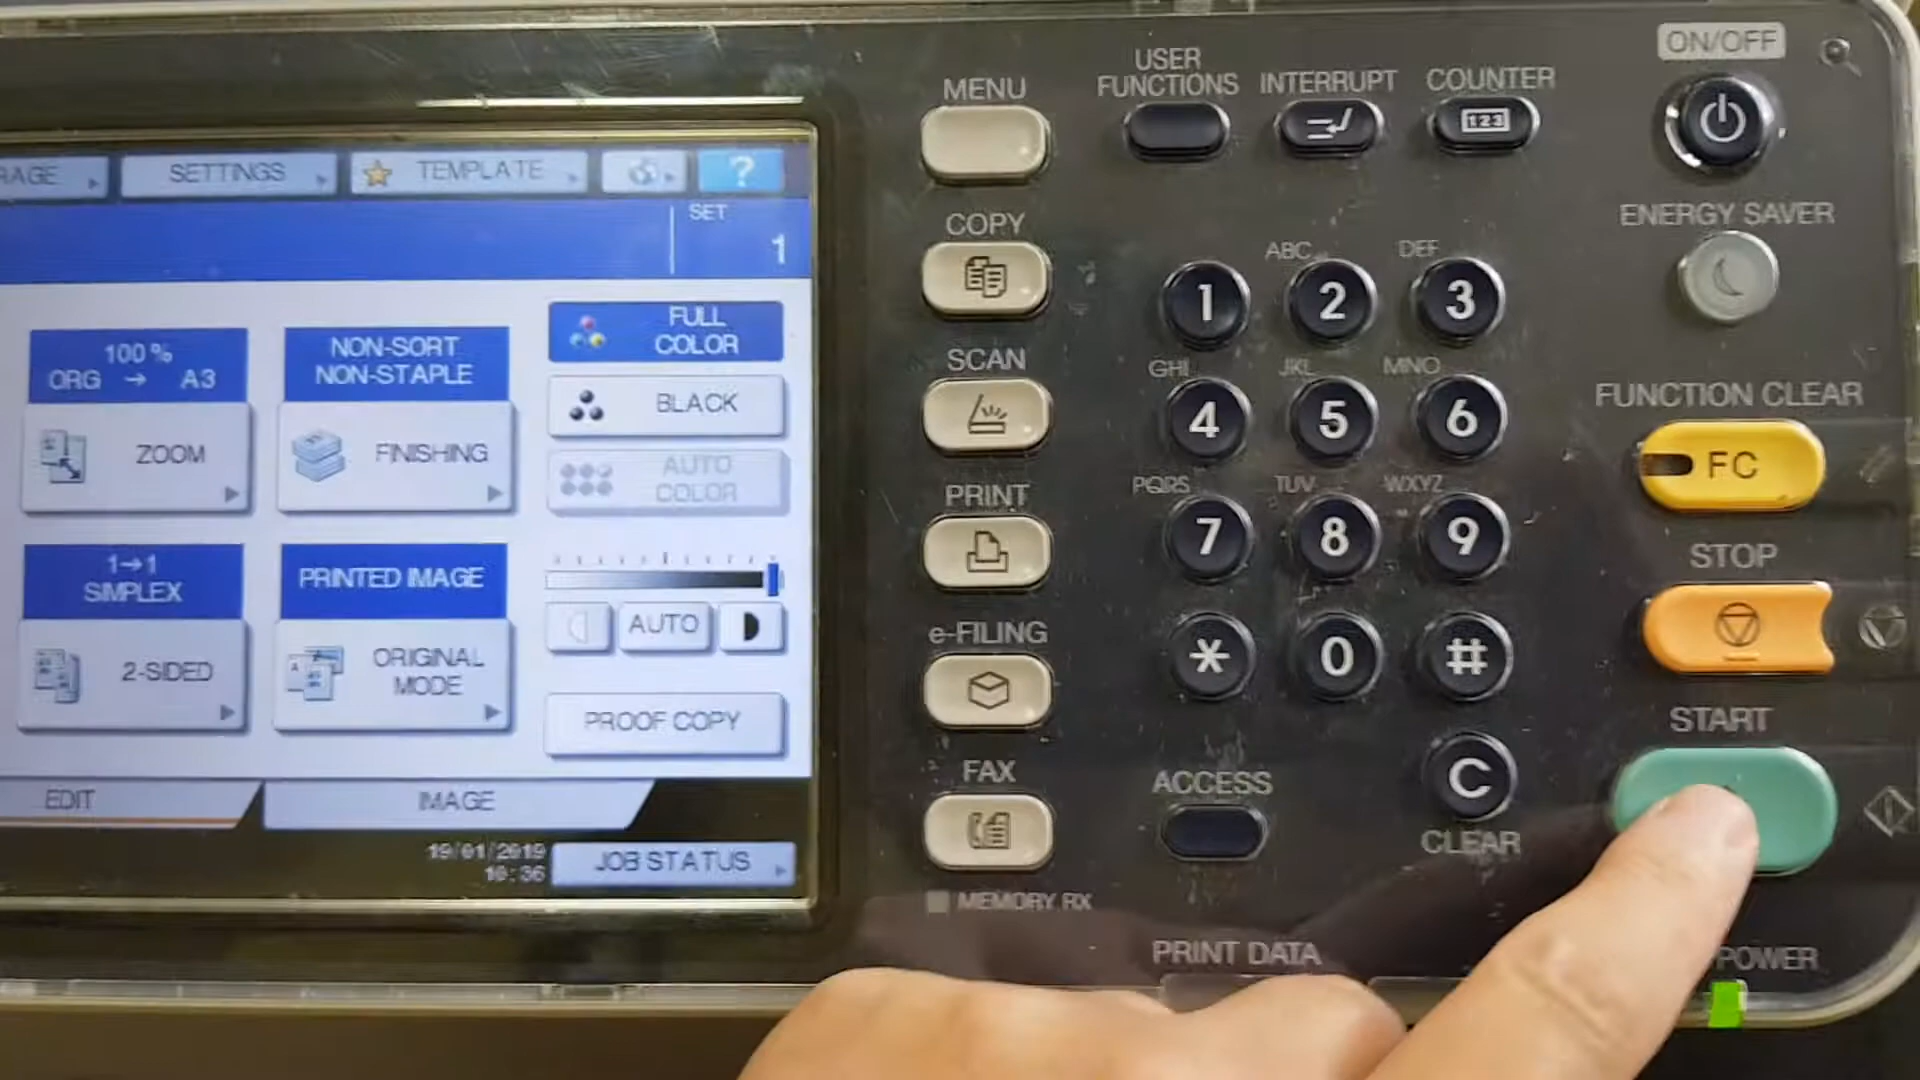 SETTINGS
TEMPLATE
?
SET
1
100 %
ORG → A3
ZOOM
NON-SORT
NON-STAPLE
FINISHING
FULL
COLOR
BLACK
AUTO
COLOR
1→1
SIMPLEX
2-SIDED
PRINTED IMAGE
ORIGINAL
MODE
AUTO
PROOF COPY
EDIT
IMAGE
19/01/2019
10:36
JOB STATUS
MENU
COPY
SCAN
PRINT
e-FILING
FAX
MEMORY RX
USER
FUNCTIONS
INTERRUPT
COUNTER
123
ABC
DEF
1
2
3
GHI
JKL
MNO
4
5
6
PQRS
TUV
WXYZ
7
8
9
*
0
#
ACCESS
C
CLEAR
PRINT DATA
ON/OFF
ENERGY SAVER
FUNCTION CLEAR
FC
STOP
START
POWER